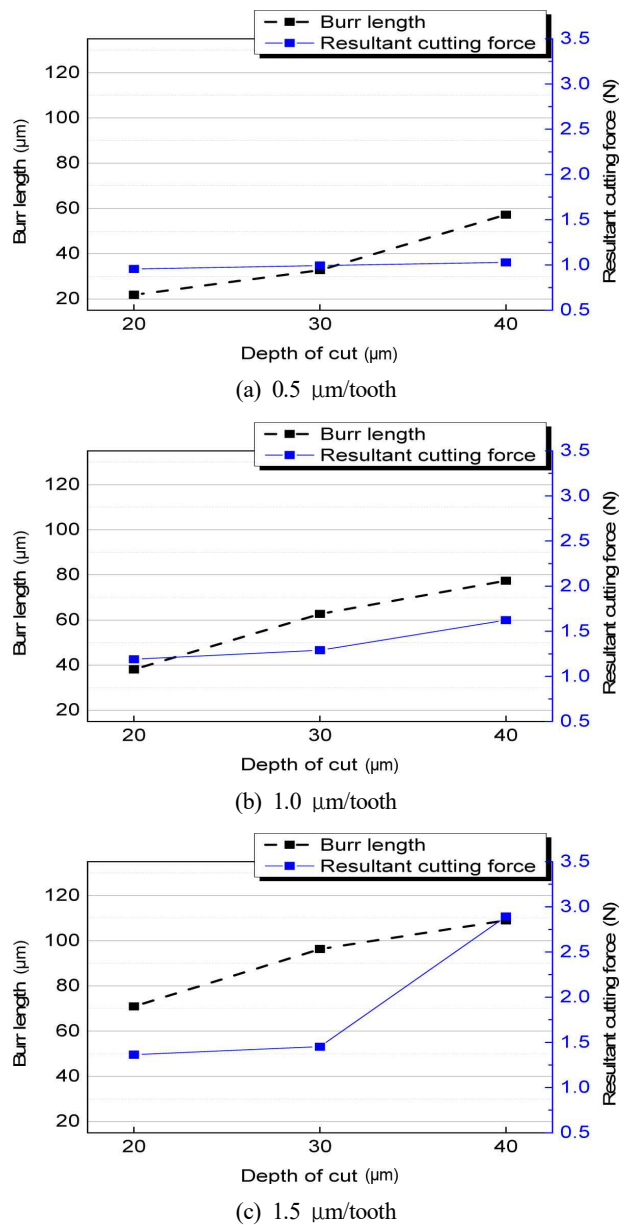 Burr length
Resultant cutting force
Burr length (μm)
120
100
80
60
40
20
3.5
3.0
2.5
2.0
1.5
1.0
0.5
Resultant cutting force (N)
20 30 40
Depth of cut (μm)
(a) 0.5 μm/tooth
Burr length
Resultant cutting force
Burr length (μm)
120
100
80
60
40
20
3.5
3.0
2.5
2.0
1.5
1.0
0.5
Resultant cutting force (N)
20 30 40
Depth of cut (μm)
(b) 1.0 μm/tooth
Burr length
Resultant cutting force
Burr length (μm)
120
100
80
60
40
20
3.5
3.0
2.5
2.0
1.5
1.0
0.5
Resultant cutting force (N)
20 30 40
Depth of cut (μm)
(c) 1.5 μm/tooth